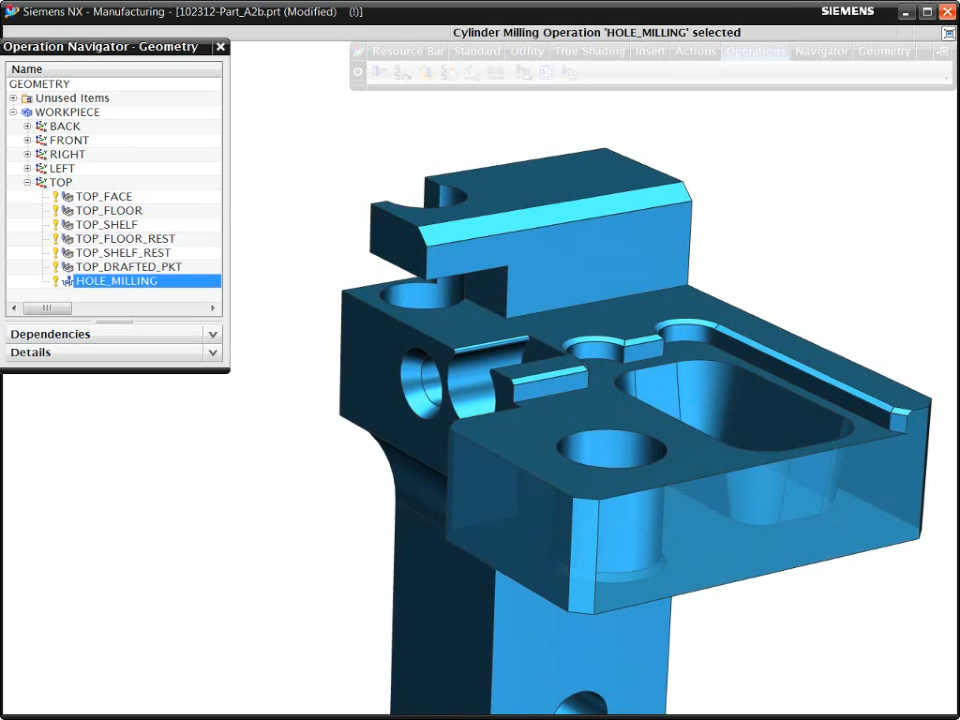 Siemens NX - Manufacturing - [102312-Part_A2b.prt (Modified) (!)]
SIEMENS
Cylinder Milling Operation 'HOLE_MILLING' selected
Operation Navigator - Geometry
Resource Bar Standard Utility True Shading Insert Actions Operations Navigator Geometry
Name
GEOMETRY
Unused Items
WORKPIECE
BACK
FRONT
RIGHT
LEFT
TOP
TOP_FACE
TOP_FLOOR
TOP_SHELF
TOP_FLOOR_REST
TOP_SHELF_REST
TOP_DRAFTED_PKT
HOLE_MILLING
Dependencies
Details